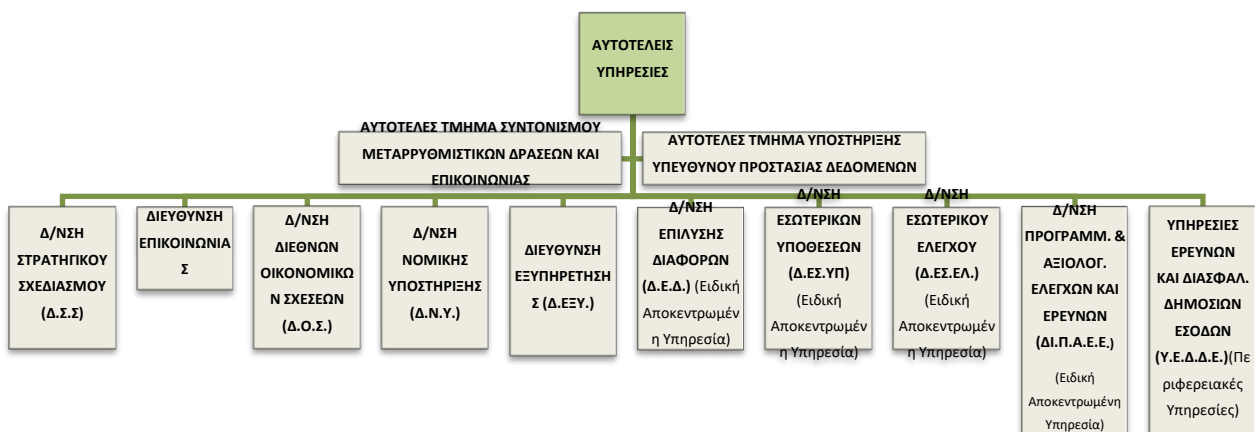 ΑΥΤΟΤΕΛΕΙΣ
ΥΠΗΡΕΣΙΕΣ
ΑΥΤΟΤΕΛΕΣ ΤΜΗΜΑ ΣΥΝΤΟΝΙΣΜΟΥ
ΜΕΤΑΡΡΥΘΜΙΣΤΙΚΩΝ ΔΡΑΣΕΩΝ ΚΑΙ
ΕΠΙΚΟΙΝΩΝΙΑΣ
ΑΥΤΟΤΕΛΕΣ ΤΜΗΜΑ ΥΠΟΣΤΗΡΙΞΗΣ
ΥΠΕΥΘΥΝΟΥ ΠΡΟΣΤΑΣΙΑΣ ΔΕΔΟΜΕΝΩΝ
Δ/ΝΣΗ
ΣΤΡΑΤΗΓΙΚΟΥ
ΣΧΕΔΙΑΣΜΟΥ
(Δ.Σ.Σ)
ΔΙΕΥΘΥΝΣΗ
ΕΠΙΚΟΙΝΩΝΙΑ
Σ
Δ/ΝΣΗ
ΔΙΕΘΝΩΝ
ΟΙΚΟΝΟΜΙΚΩ
Ν ΣΧΕΣΕΩΝ
(Δ.Ο.Σ.)
Δ/ΝΣΗ
ΝΟΜΙΚΗΣ
ΥΠΟΣΤΗΡΙΞΗΣ
(Δ.Ν.Υ.)
ΔΙΕΥΘΥΝΣΗ
ΕΞΥΠΗΡΕΤΗΣΗ
Σ (Δ.ΕΞΥ.)
Δ/ΝΣΗ
ΕΠΙΛΥΣΗΣ
ΔΙΑΦΟΡΩΝ
(Δ.Ε.Δ.) (Ειδική
Αποκεντρωμέν
η Υπηρεσία)
Δ/ΝΣΗ
ΕΣΩΤΕΡΙΚΩΝ
ΥΠΟΘΕΣΕΩΝ
(Δ.ΕΣ.ΥΠ)
(Ειδική
Αποκεντρωμέν
η Υπηρεσία)
Δ/ΝΣΗ
ΕΣΩΤΕΡΙΚΟΥ
ΕΛΕΓΧΟΥ
(Δ.ΕΣ.ΕΛ.)
(Ειδική
Αποκεντρωμέν
η Υπηρεσία)
Δ/ΝΣΗ
ΠΡΟΓΡΑΜΜ. &
ΑΞΙΟΛΟΓ.
ΕΛΕΓΧΩΝ ΚΑΙ
ΕΡΕΥΝΩΝ
(ΔΙ.Π.Α.Ε.Ε.)
(Ειδική
Αποκεντρωμένη
Υπηρεσία)
ΥΠΗΡΕΣΙΕΣ
ΕΡΕΥΝΩΝ
ΚΑΙ ΔΙΑΣΦΑΛ.
ΔΗΜΟΣΙΩΝ
ΕΣΟΔΩΝ
(Υ.Ε.Δ.Δ.Ε.)(Πε
ριφερειακές
Υπηρεσίες)